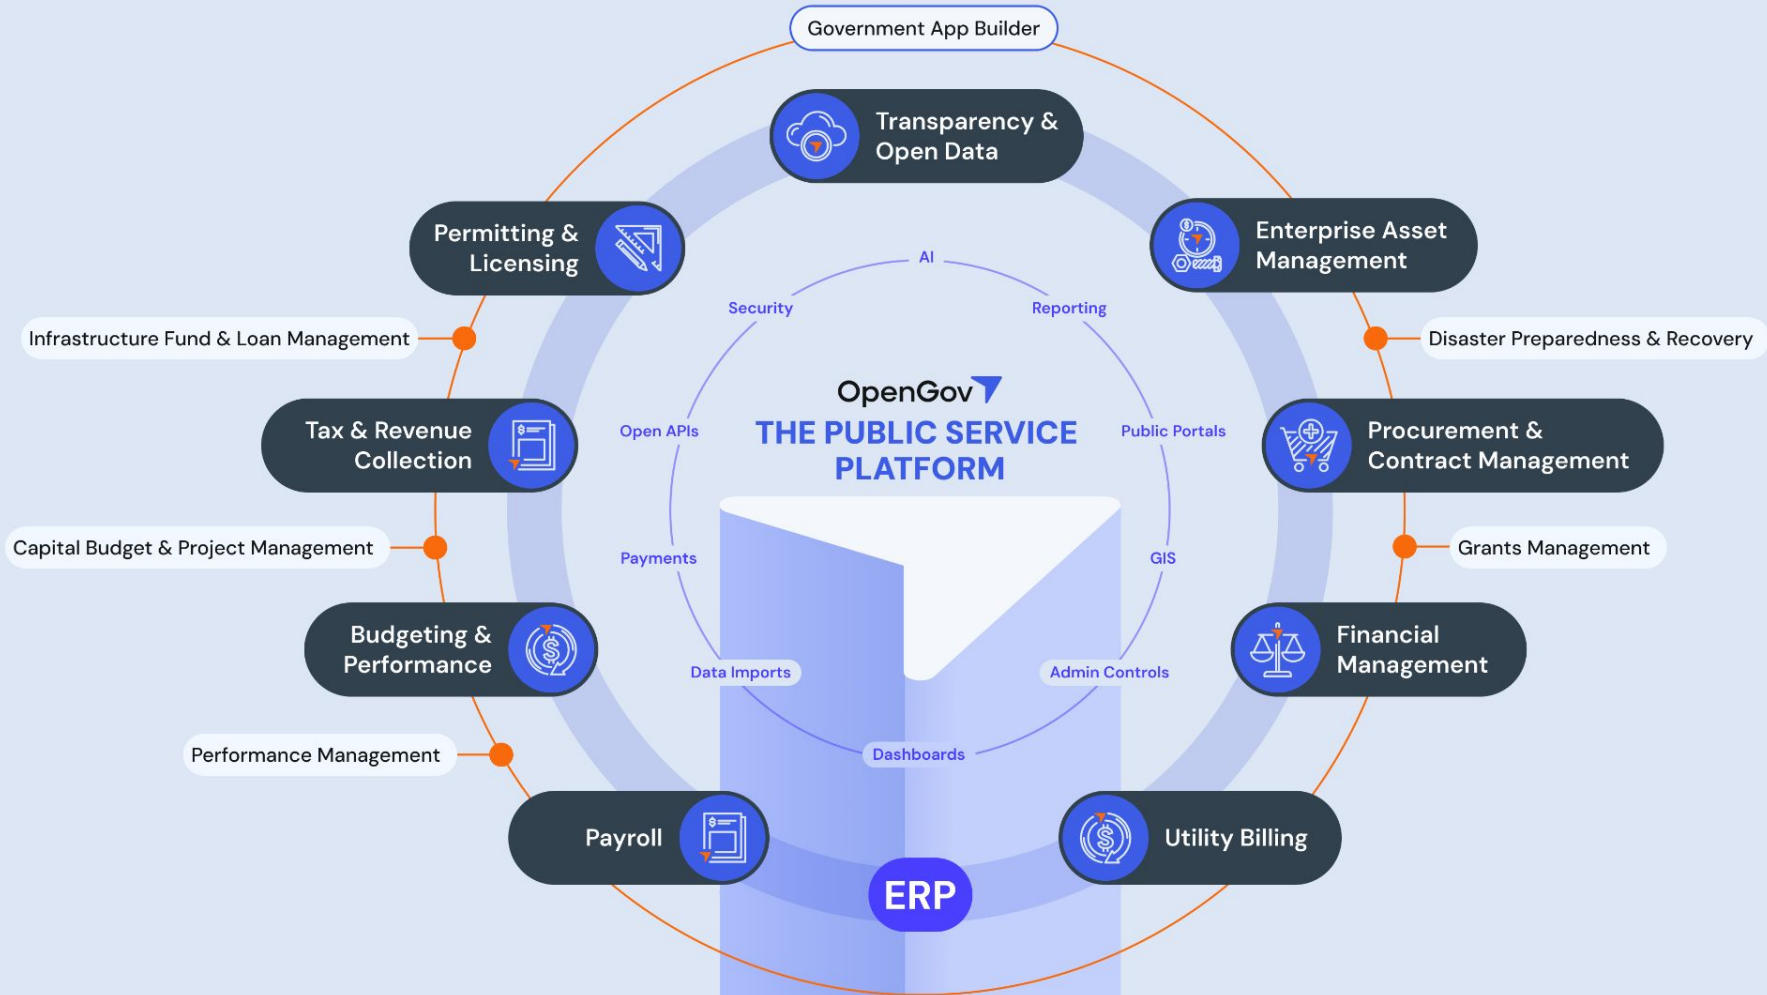 Government App Builder
Transparency &
Open Data
Permitting &
Licensing
Enterprise Asset
Management
AI
Security
Reporting
Infrastructure Fund & Loan Management
Disaster Preparedness & Recovery
OpenGov
THE PUBLIC SERVICE
PLATFORM
Tax & Revenue
Collection
Open APIs
Public Portals
Procurement &
Contract Management
Capital Budget & Project Management
Payments
GIS
Grants Management
Budgeting &
Performance
Data Imports
Admin Controls
Financial
Management
Performance Management
Dashboards
Payroll
Utility Billing
ERP